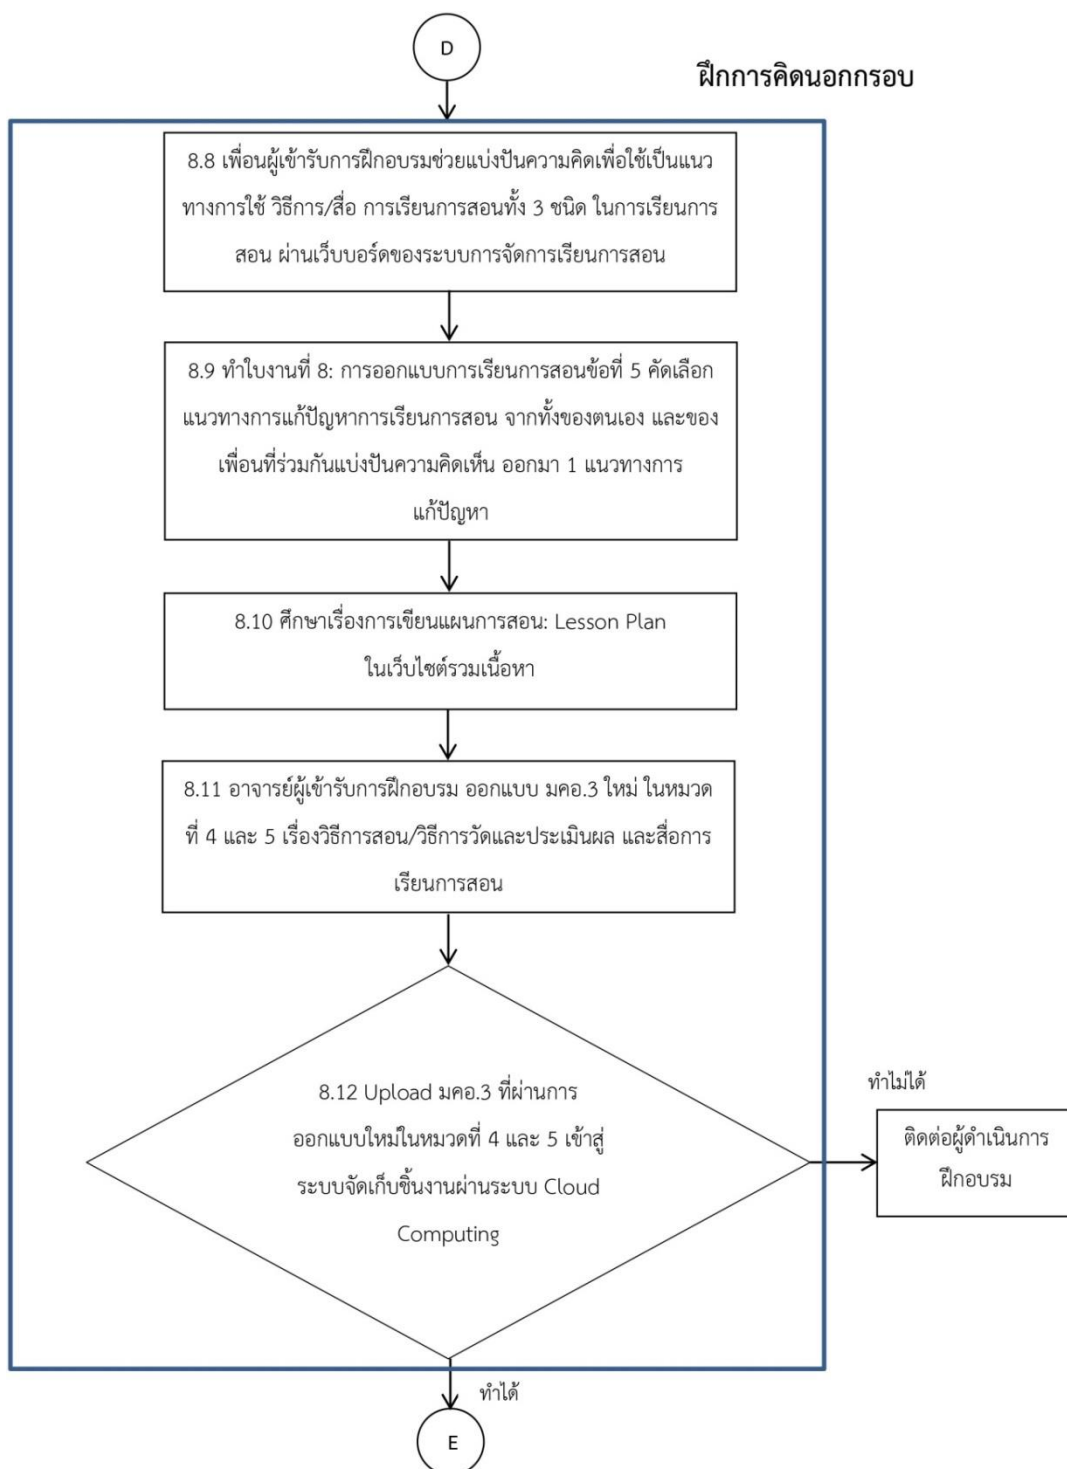 D
ฝึกการคิดนอกกรอบ
8.8 เพื่อนผู้เข้ารับการฝึกอบรมช่วยแบ่งปันความคิดเพื่อใช้เป็นแนว
ทางการใช้ วิธีการ/สื่อ การเรียนการสอนทั้ง 3 ชนิด ในการเรียนการ
สอน ผ่านเว็บบอร์ดของระบบการจัดการเรียนการสอน
8.9 ทำใบงานที่ 8: การออกแบบการเรียนการสอนข้อที่ 5 คัดเลือก
แนวทางการแก้ปัญหาการเรียนการสอน จากทั้งของตนเอง และของ
เพื่อนที่ร่วมกันแบ่งปันความคิดเห็น ออกมา 1 แนวทางการ
แก้ปัญหา
8.10 ศึกษาเรื่องการเขียนแผนการสอน: Lesson Plan
ในเว็บไซต์รวมเนื้อหา
8.11 อาจารย์ผู้เข้ารับการฝึกอบรม ออกแบบ มคอ.3 ใหม่ ในหมวด
ที่ 4 และ 5 เรื่องวิธีการสอน/วิธีการวัดและประเมินผล และสื่อการ
เรียนการสอน
8.12 Upload มคอ.3 ที่ผ่านการ
ออกแบบใหม่ในหมวดที่ 4 และ 5 เข้าสู่
ระบบจัดเก็บชิ้นงานผ่านระบบ Cloud
Computing
ทำไม่ได้
ติดต่อผู้ดำเนินการ
ฝึกอบรม
ทำได้
E